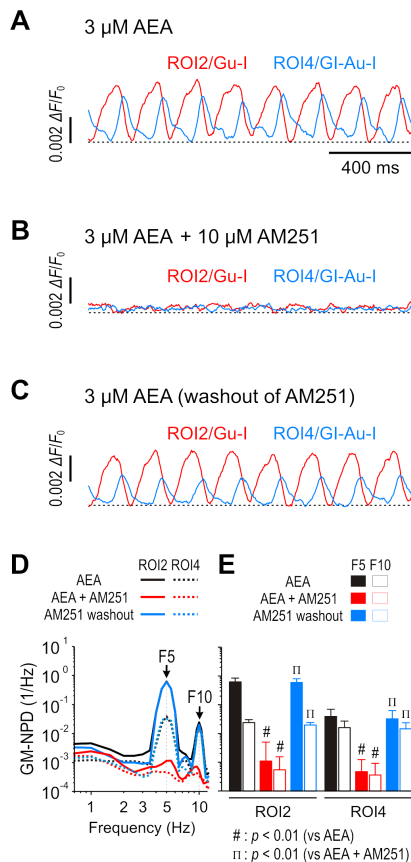 A
3 μM AEA
ROI2/Gu-I ROI4/GI-Au-I
0.002 ΔF/F0
400 ms
B
3 μM AEA + 10 μM AM251
ROI2/Gu-I ROI4/GI-Au-I
0.002 ΔF/F0
C
3 μM AEA (washout of AM251)
ROI2/Gu-I ROI4/GI-Au-I
0.002 ΔF/F0
D
ROI2 ROI4
AEA
AEA + AM251
AM251 washout
GM-NPD (1/Hz)
10^1
10^0
10^-1
10^-2
10^-3
10^-4
F5
F10
1 2 3 5 10
Frequency (Hz)
E
F5 F10
AEA
AEA + AM251
AM251 washout
# # # #
п п п п
ROI2 ROI4
# : p < 0.01 (vs AEA)
п : p < 0.01 (vs AEA + AM251)